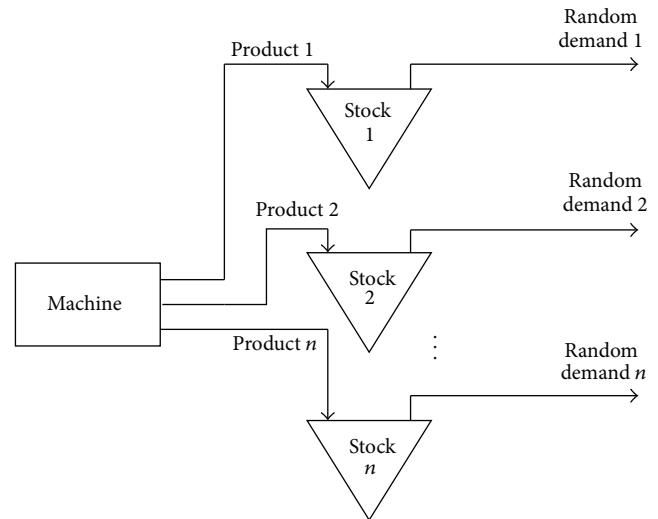 Random
demand 1
Product 1
Stock
1
Random
demand 2
Product 2
Stock
2
Machine
Product n
⋮
Random
demand n
Stock
n